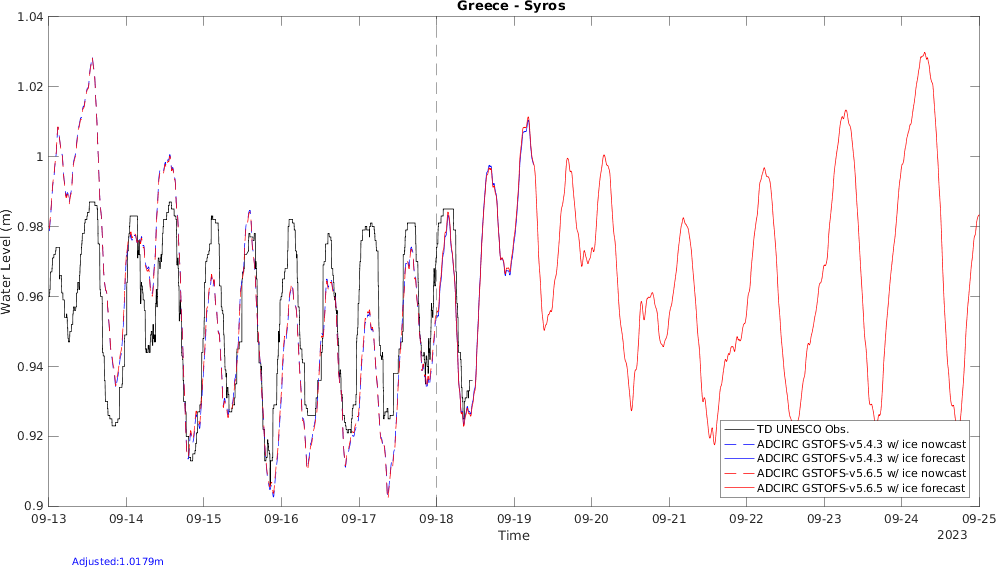 Greece - Syros
1.04
1.02
1
0.98
0.96
0.94
0.92
0.9
Water Level (m)
TD UNESCO Obs.
ADCIRC GSTOFS-v5.4.3 w/ ice nowcast
ADCIRC GSTOFS-v5.4.3 w/ ice forecast
ADCIRC GSTOFS-v5.6.5 w/ ice nowcast
ADCIRC GSTOFS-v5.6.5 w/ ice forecast
09-13 09-14 09-15 09-16 09-17 09-18 09-19 09-20 09-21 09-22 09-23 09-24 09-25
Time
2023
Adjusted:1.0179m